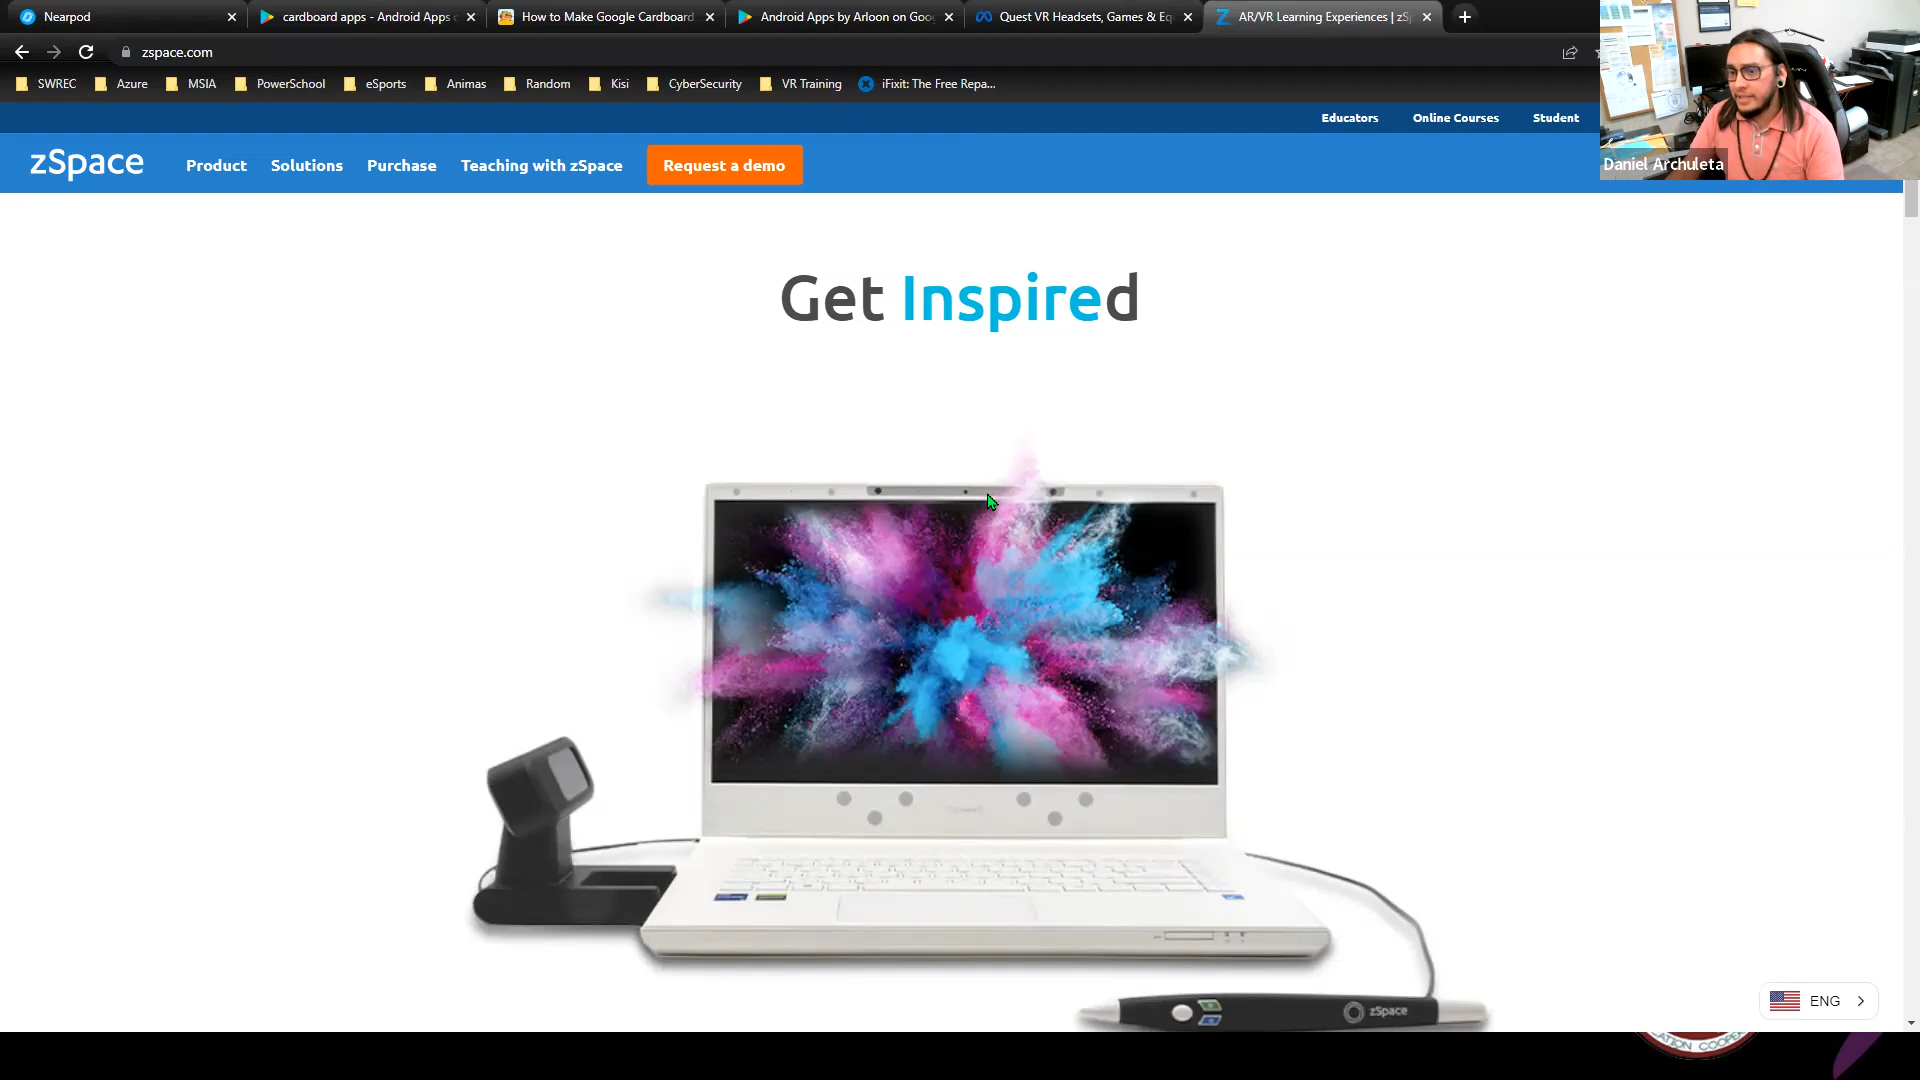 Nearpod
cardboard apps - Android Apps
How to Make Google Cardboard
Android Apps by Arloon on Goo
Quest VR Headsets, Games & Eq
AR/VR Learning Experiences | zS
zspace.com
SWREC
Azure
MSIA
PowerSchool
eSports
Animas
Random
Kisi
CyberSecurity
VR Training
iFixit: The Free Repa...
Educators
Online Courses
Student
Daniel Archuleta
zSpace
Product
Solutions
Purchase
Teaching with zSpace
Request a demo
Get Inspired
zSpace
ENG
ATION COOPE